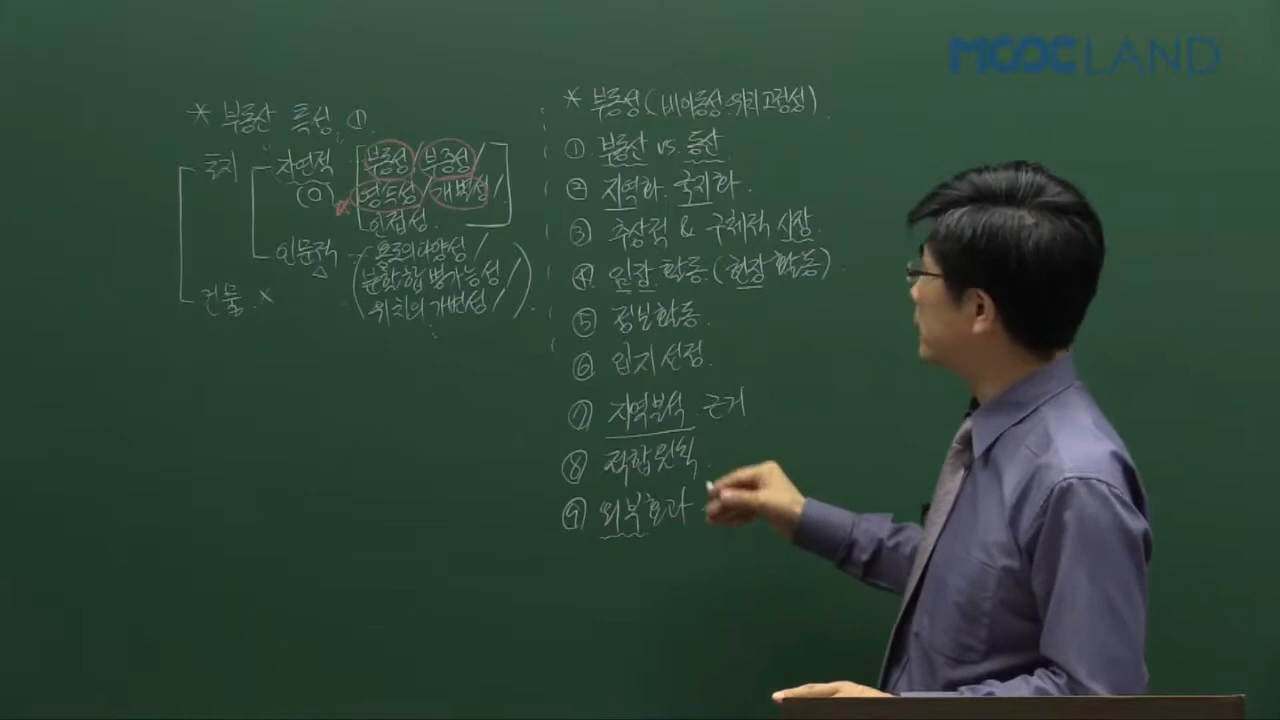 MOOC LAND
* 부동산 특성 ①
토지 자연적 부동성/부증성/
(O) 영속성/개별성/
인접성
인문적 - 용도의 다양성/
분할·합병 가능성/
위치의 가변성/
건물 x
* 부동성(비이동성·위치고정성)
① 부동산 vs. 동산
② 지역화. 국지화.
③ 추상적 & 구체적 시장.
④ 임장 활동(현장 활동).
⑤ 정보활동.
⑥ 입지선정.
⑦ 지역분석. 근거
⑧ 적합원칙.
⑨ 외부효과